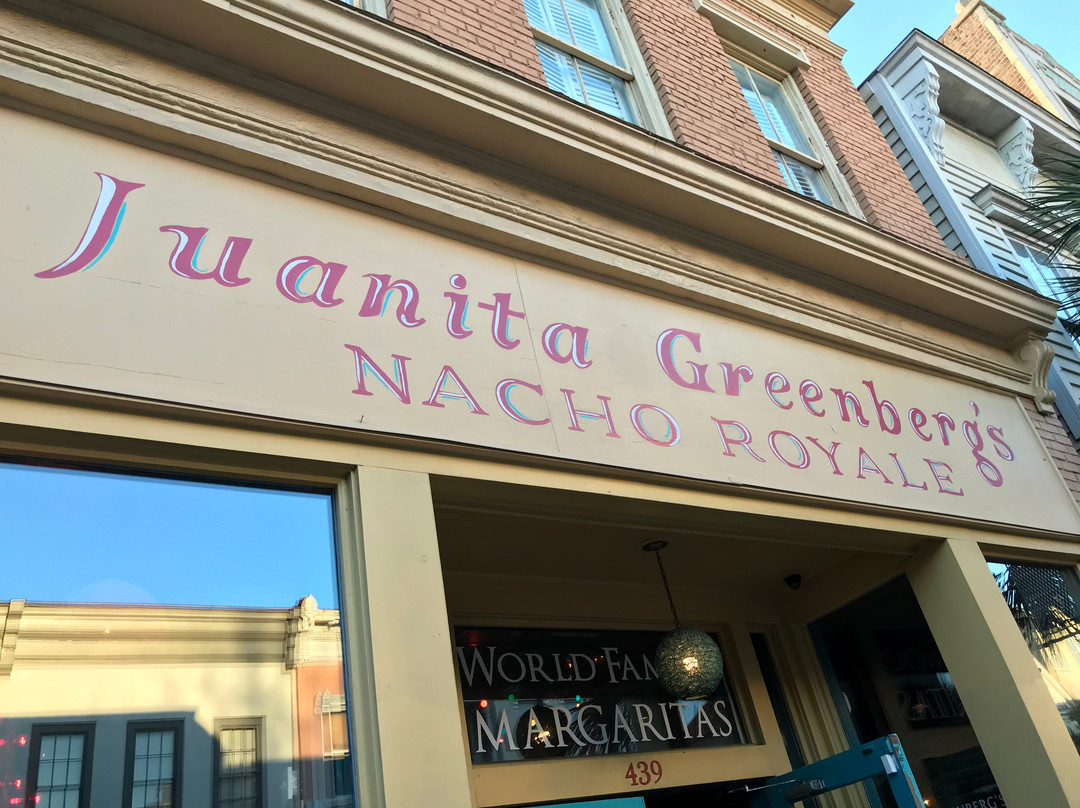 Juanita Greenberg's
NACHO ROYALE
WORLD FAM
MARGARITAS
439